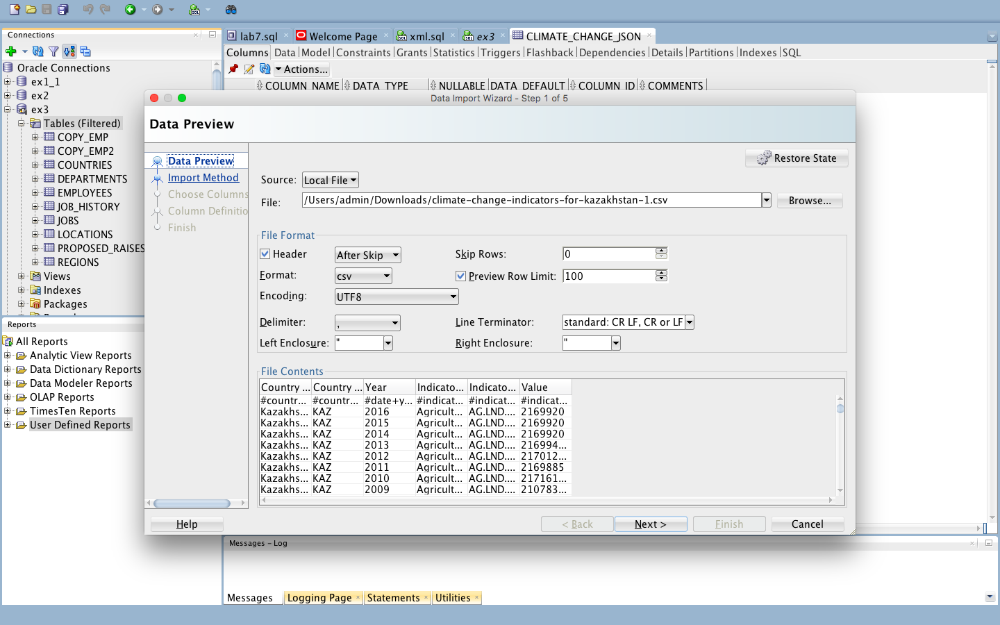 Connections
lab7.sql
Welcome Page
xml.sql
ex3
CLIMATE_CHANGE_JSON
Columns Data Model Constraints Grants Statistics Triggers Flashback Dependencies Details Partitions Indexes SQL
Actions...
COLUMN_NAME DATA_TYPE NULLABLE DATA_DEFAULT COLUMN_ID COMMENTS
Oracle Connections
ex1_1
ex2
ex3
Tables (Filtered)
COPY_EMP
COPY_EMP2
COUNTRIES
DEPARTMENTS
EMPLOYEES
JOB_HISTORY
JOBS
LOCATIONS
PROPOSED_RAISES
REGIONS
Views
Indexes
Packages
Reports
All Reports
Analytic View Reports
Data Dictionary Reports
Data Modeler Reports
OLAP Reports
TimesTen Reports
User Defined Reports
Data Import Wizard - Step 1 of 5
Data Preview
Data Preview
Import Method
Choose Columns
Column Definitio
Finish
Restore State
Source: Local File
File: /Users/admin/Downloads/climate-change-indicators-for-kazakhstan-1.csv Browse...
File Format
Header After Skip Skip Rows: 0
Format: csv Preview Row Limit: 100
Encoding: UTF8
Delimiter: , Line Terminator: standard: CR LF, CR or LF
Left Enclosure: " Right Enclosure: "
File Contents
Country ... Country ... Year Indicato... Indicato... Value
#countr... #countr... #date+y... #indicat... #indicat... #indicat...
Kazakhs... KAZ 2016 Agricult... AG.LND.... 2169920
Kazakhs... KAZ 2015 Agricult... AG.LND.... 2169920
Kazakhs... KAZ 2014 Agricult... AG.LND.... 2169920
Kazakhs... KAZ 2013 Agricult... AG.LND.... 216994...
Kazakhs... KAZ 2012 Agricult... AG.LND.... 217012...
Kazakhs... KAZ 2011 Agricult... AG.LND.... 2169885
Kazakhs... KAZ 2010 Agricult... AG.LND.... 217161...
Kazakhs... KAZ 2009 Agricult... AG.LND.... 210783...
Help < Back Next > Finish Cancel
Messages - Log
Messages Logging Page Statements Utilities